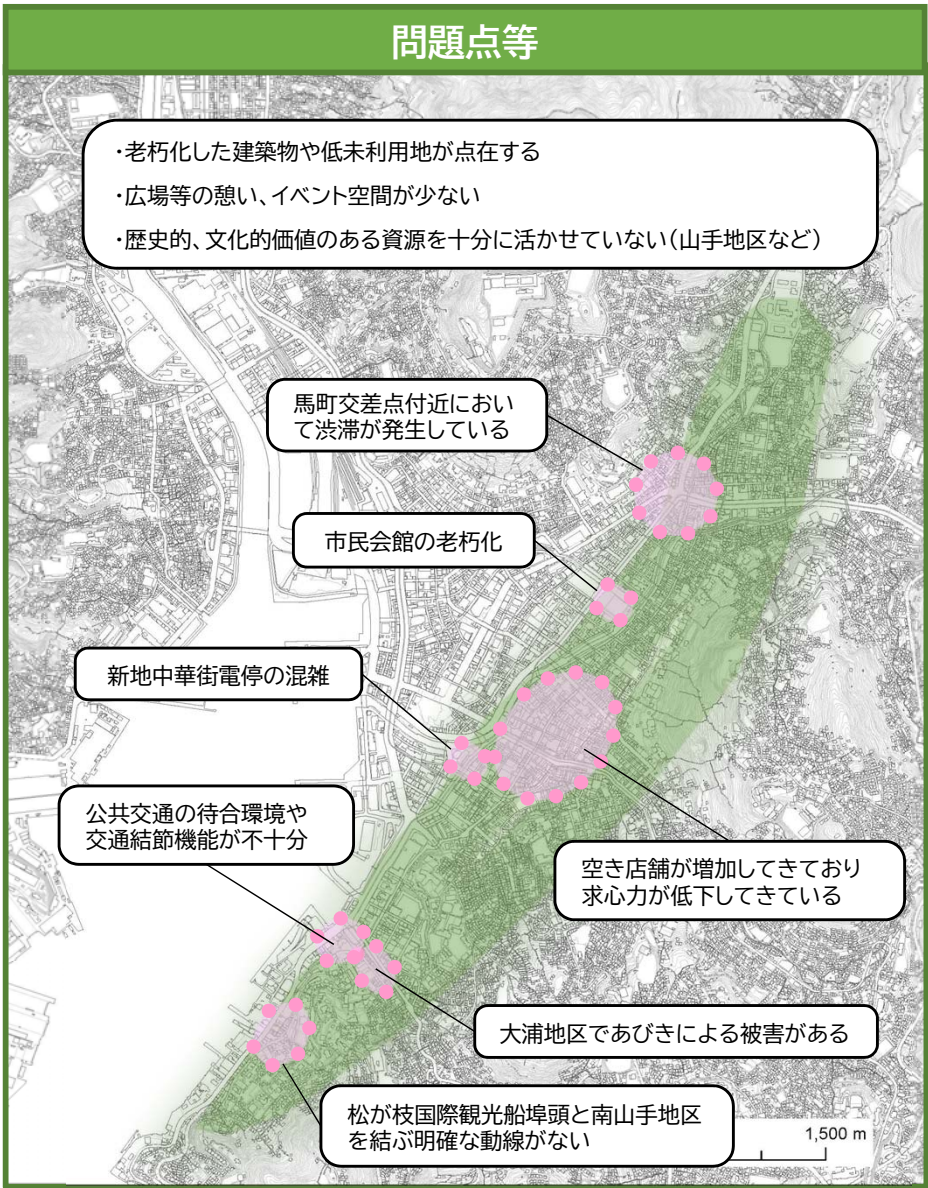 問題点等
・老朽化した建築物や低未利用地が点在する
・広場等の憩い、イベント空間が少ない
・歴史的、文化的価値のある資源を十分に活かせていない(山手地区など)
馬町交差点付近におい
て渋滞が発生している
市民会館の老朽化
新地中華街電停の混雑
公共交通の待合環境や
交通結節機能が不十分
空き店舗が増加してきており
求心力が低下してきている
大浦地区であびきによる被害がある
松が枝国際観光船埠頭と南山手地区
を結ぶ明確な動線がない
1,500 m